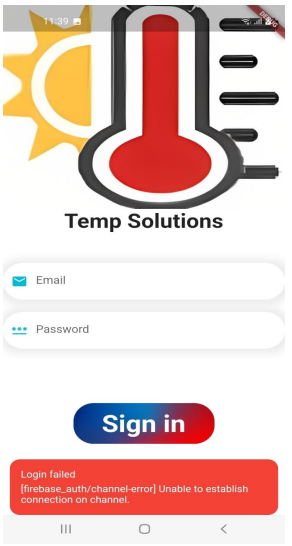 11:39
DEBUG
Temp Solutions
Email
Password
Sign in
Login failed
[firebase_auth/channel-error] Unable to establish
connection on channel.